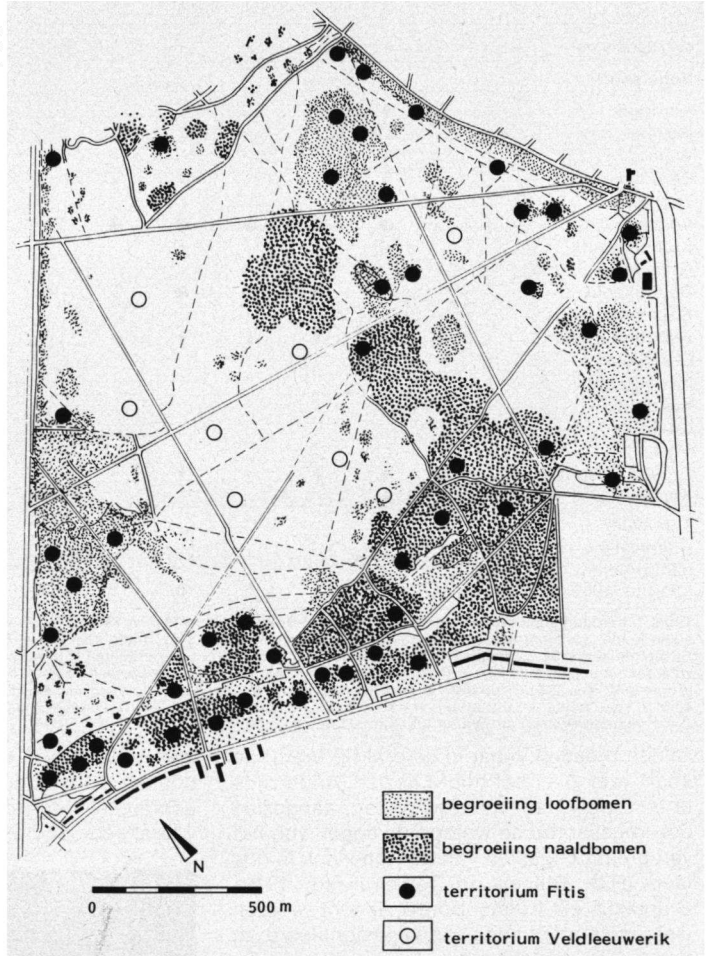 begroeiing loofbomen
begroeiing naaldbomen
territorium Fitis
territorium Veldleeuwerik
N
0 500 m